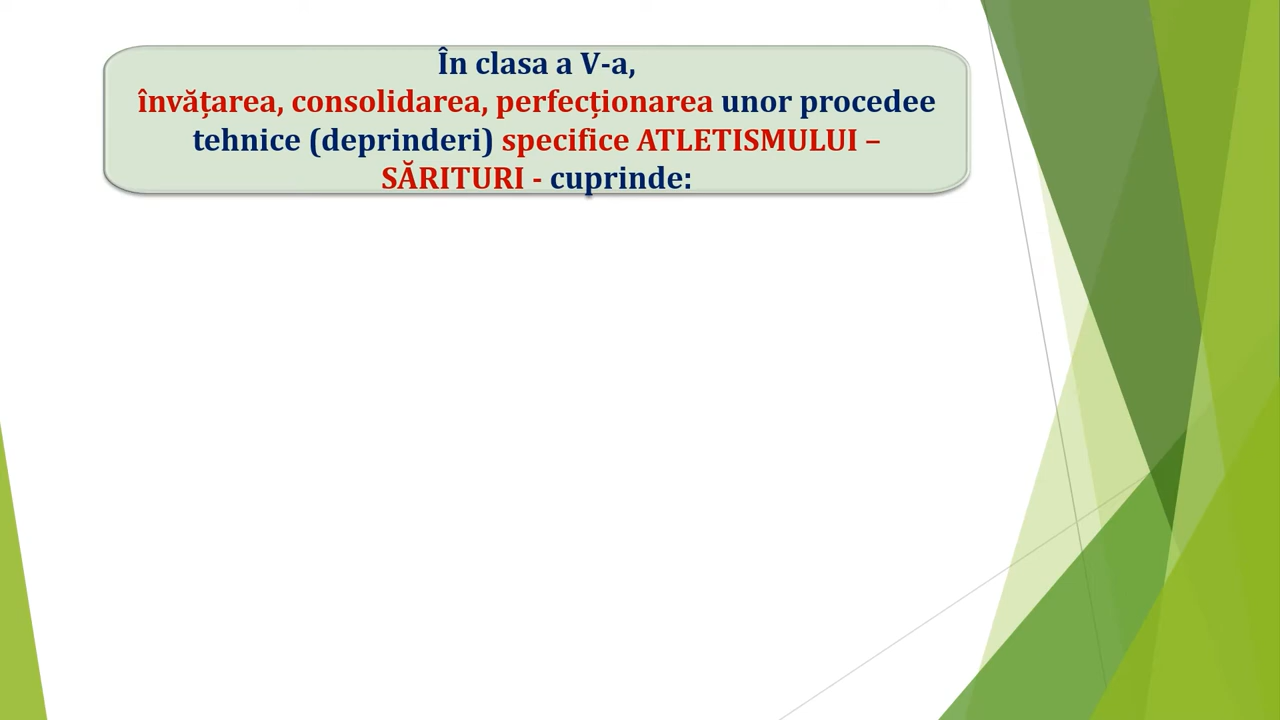 În clasa a V-a,
învățarea, consolidarea, perfecționarea unor procedee
tehnice (deprinderi) specifice ATLETISMULUI –
SĂRITURI - cuprinde: